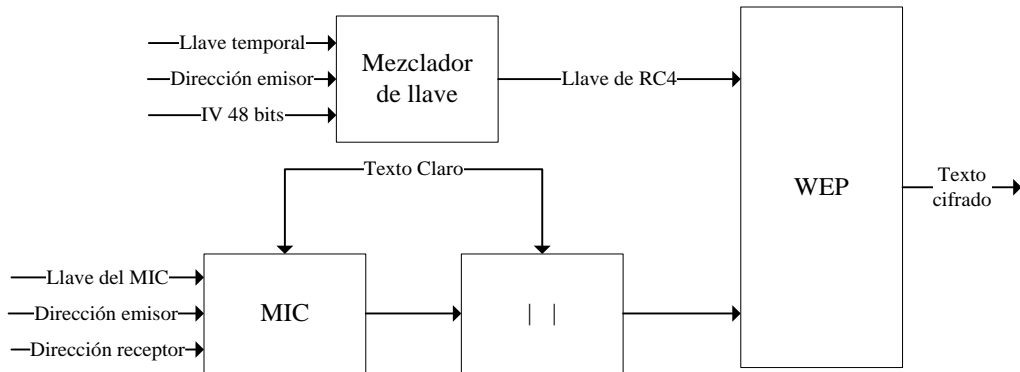 Llave temporal
Dirección emisor
IV 48 bits
Mezclador
de llave
Llave de RC4
Texto Claro
WEP
Texto
cifrado
Llave del MIC
Dirección emisor
Dirección receptor
MIC
| |